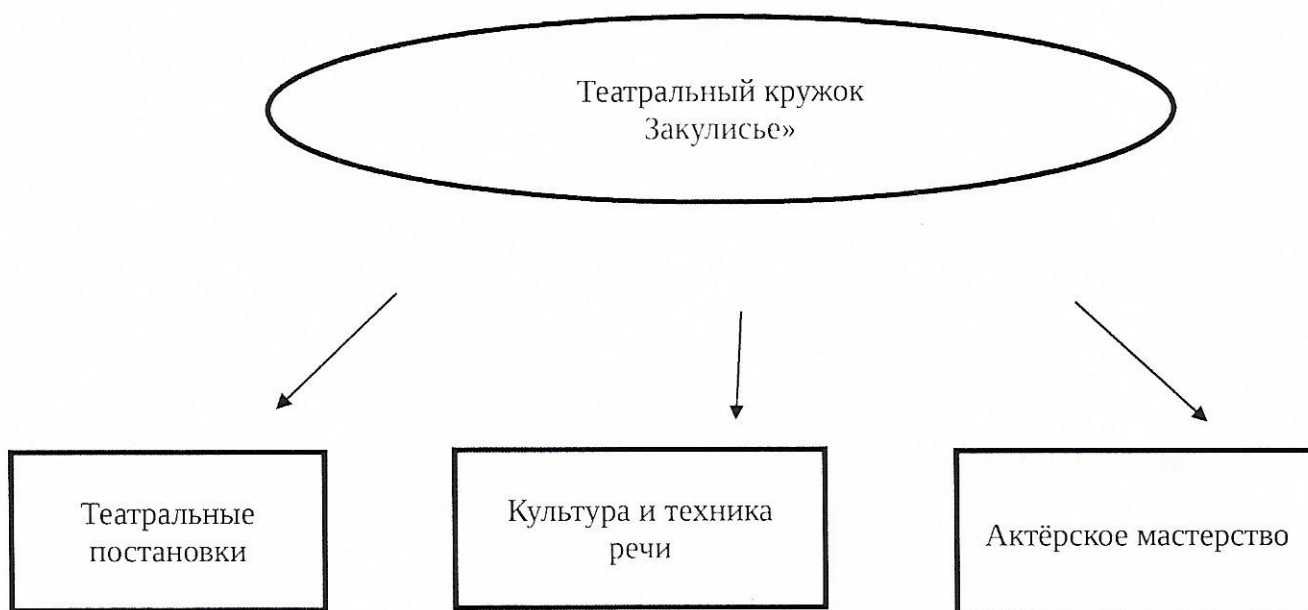 Театральный кружок
Закулисье»
Театральные
постановки
Культура и техника
речи
Актёрское мастерство